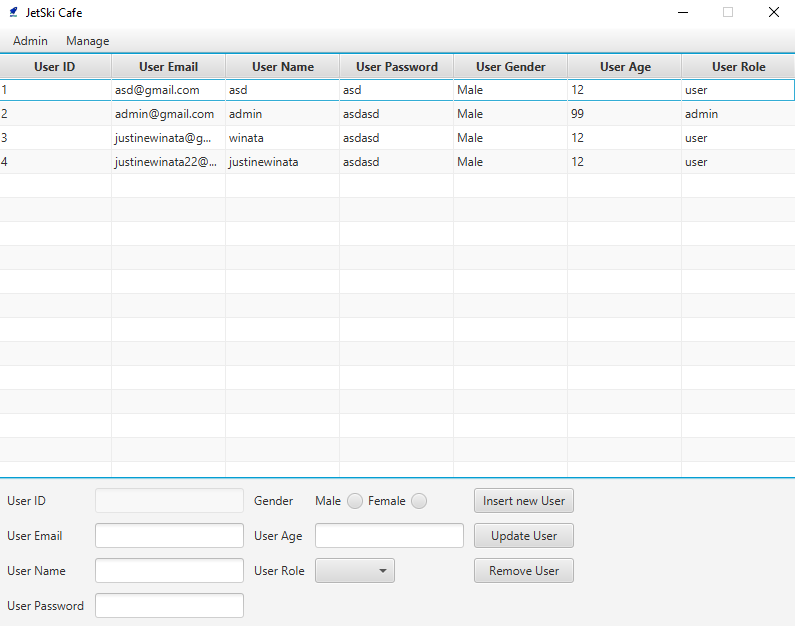 JetSki Cafe
Admin Manage
User ID User Email User Name User Password User Gender User Age User Role
1 asd@gmail.com asd asd Male 12 user
2 admin@gmail.com admin asdasd Male 99 admin
3 justinewinata@g... winata asdasd Male 12 user
4 justinewinata22@... justinewinata asdasd Male 12 user
User ID Gender Male Female Insert new User
User Email User Age Update User
User Name User Role Remove User
User Password